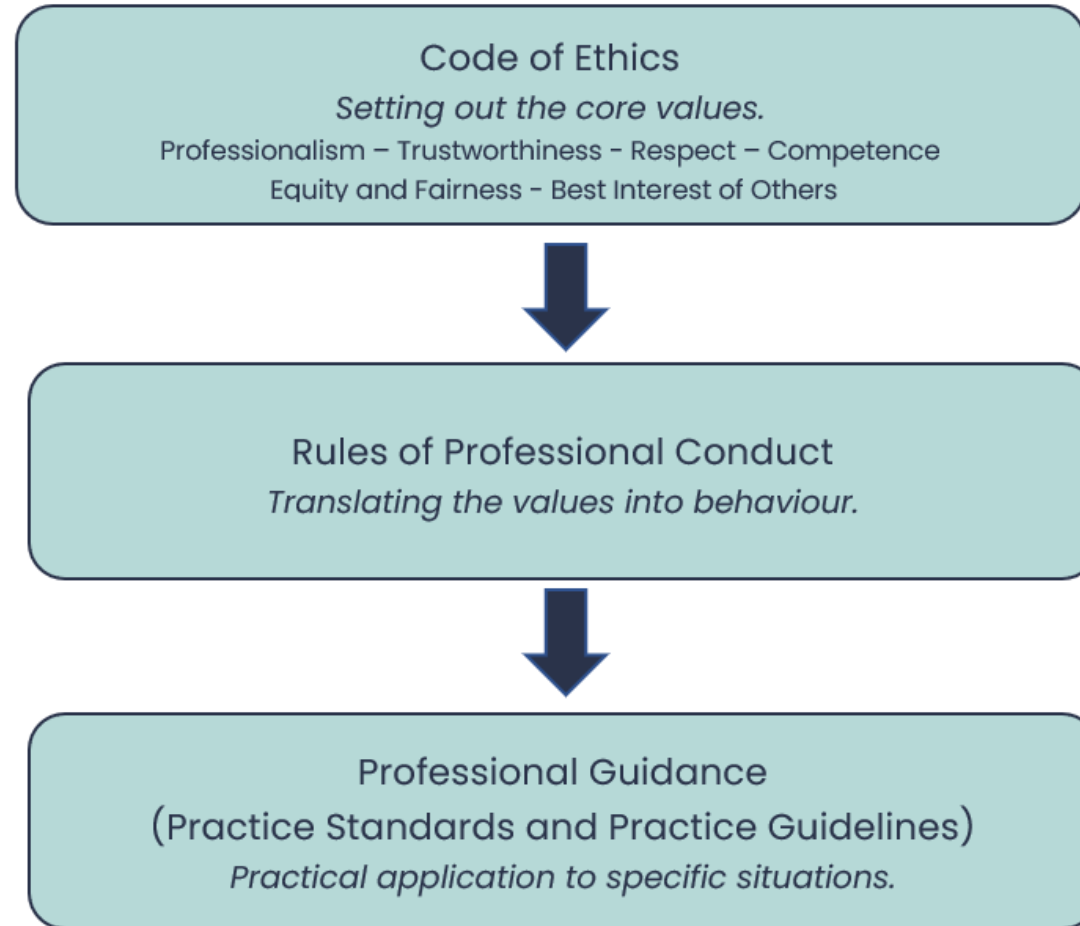 Code of Ethics
Setting out the core values.
Professionalism – Trustworthiness - Respect – Competence
Equity and Fairness - Best Interest of Others
Rules of Professional Conduct
Translating the values into behaviour.
Professional Guidance
(Practice Standards and Practice Guidelines)
Practical application to specific situations.